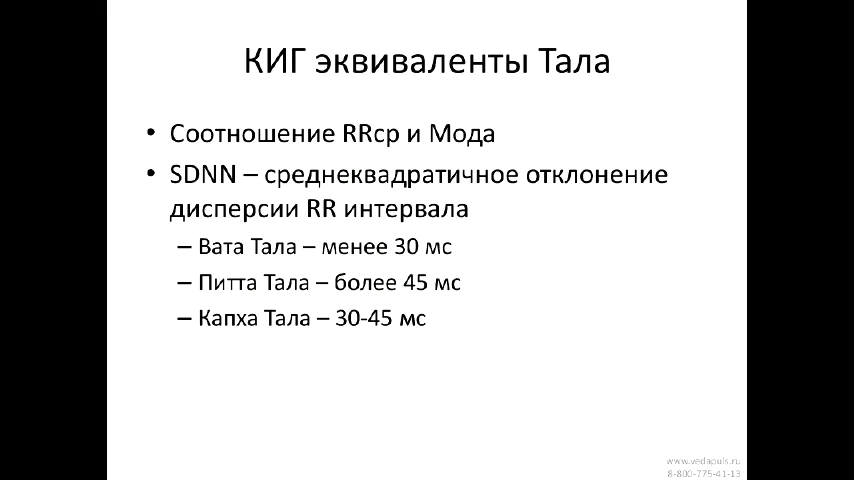 КИГ эквиваленты Тала
• Соотношение RRср и Мода
• SDNN – среднеквадратичное отклонение
дисперсии RR интервала
– Вата Тала – менее 30 мс
– Питта Тала – более 45 мс
– Капха Тала – 30-45 мс
www.vedapuls.ru
8-800-775-41-13